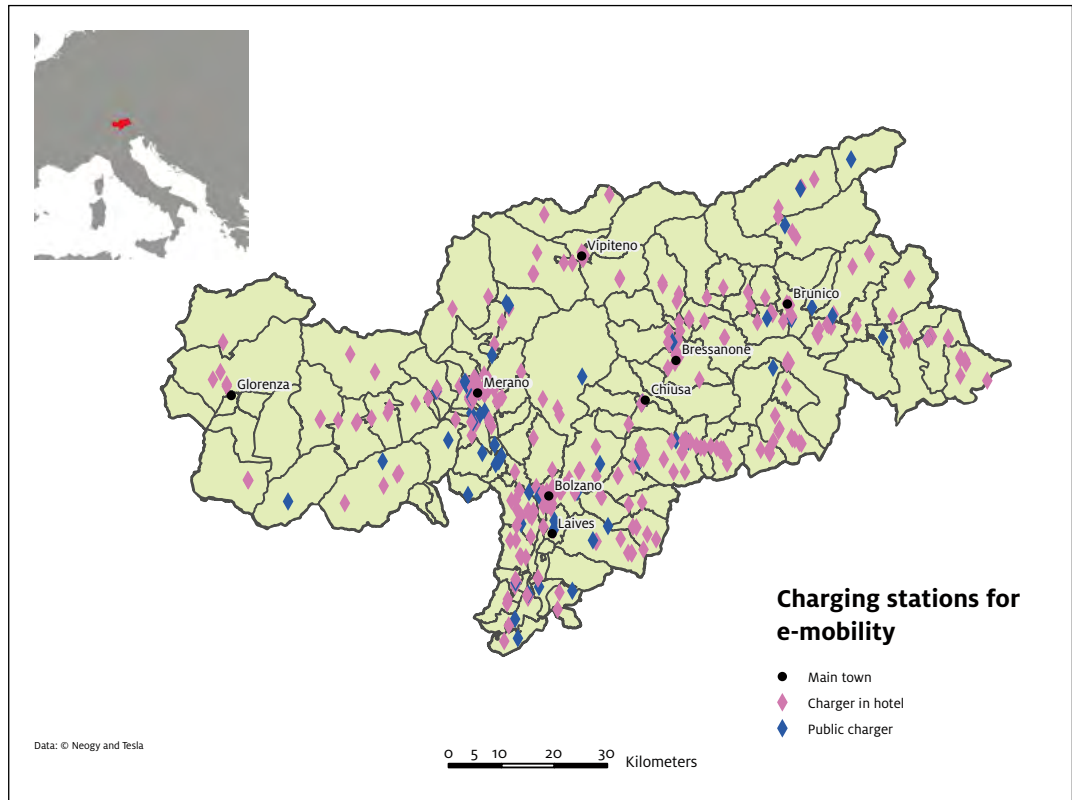 Vipiteno
Brunico
Bressanone
Glorenza
Merano
Chiusa
Bolzano
Laives
Charging stations for
e-mobility
Main town
Charger in hotel
Public charger
Data: © Neogy and Tesla
0 5 10 20 30
Kilometers